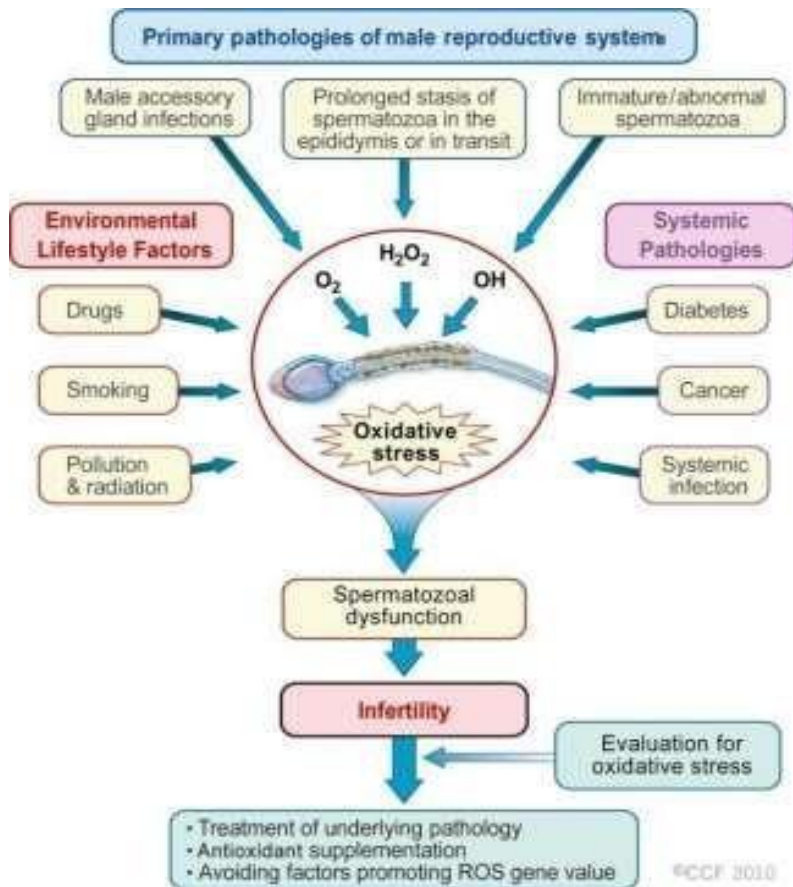 Primary pathologies of male reproductive systems
Male accessory
gland infections
Prolonged stasis of
spermatozoa in the
epididymis or in transit
Immature/abnormal
spermatozoa
Environmental
Lifestyle Factors
Systemic
Pathologies
O2
H2O2
OH
Drugs
Smoking
Pollution
& radiation
Diabetes
Cancer
Systemic
infection
Oxidative
stress
Spermatozoal
dysfunction
Infertility
Evaluation for
oxidative stress
• Treatment of underlying pathology
• Antioxidant supplementation
• Avoiding factors promoting ROS gene value
©CCF 2010